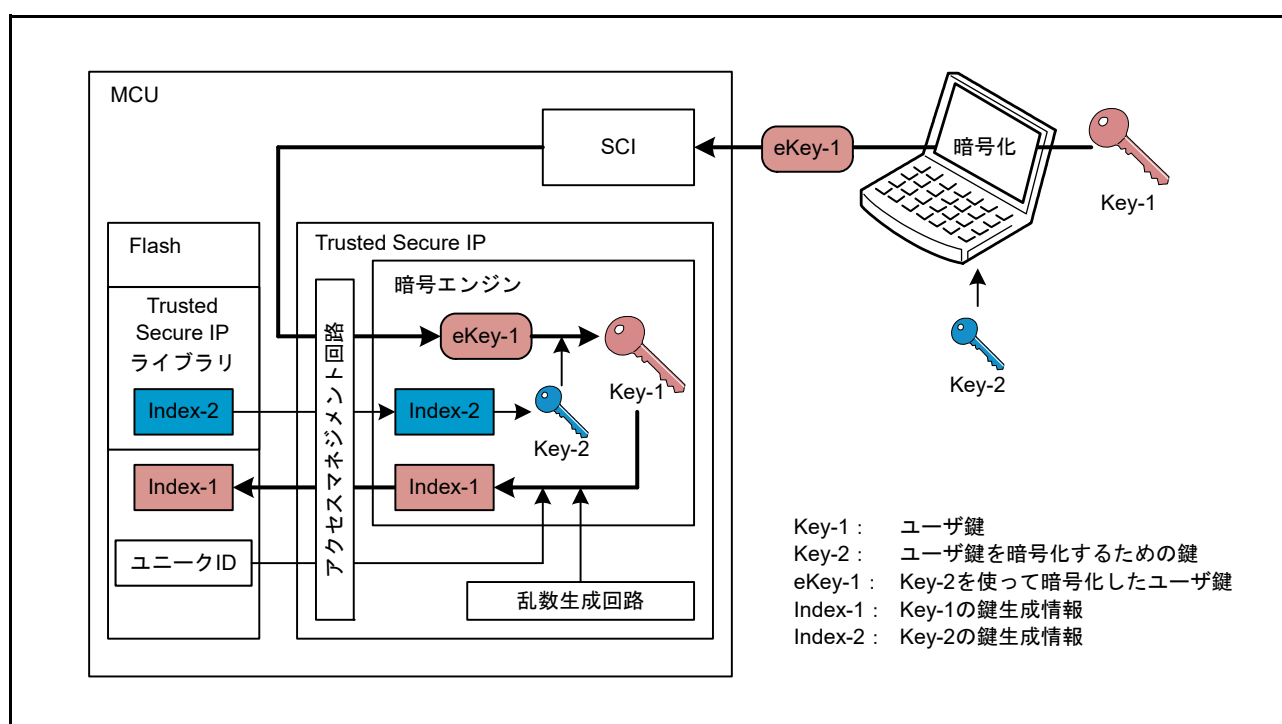 MCU
SCI
eKey-1
暗号化
Key-1
Key-2
Flash
Trusted
Secure IP
ライブラリ
Index-2
Index-1
ユニークID
Trusted Secure IP
アクセスマネジメント回路
暗号エンジン
eKey-1
Key-1
Index-2
Key-2
Index-1
乱数生成回路
Key-1： ユーザ鍵
Key-2： ユーザ鍵を暗号化するための鍵
eKey-1： Key-2を使って暗号化したユーザ鍵
Index-1： Key-1の鍵生成情報
Index-2： Key-2の鍵生成情報